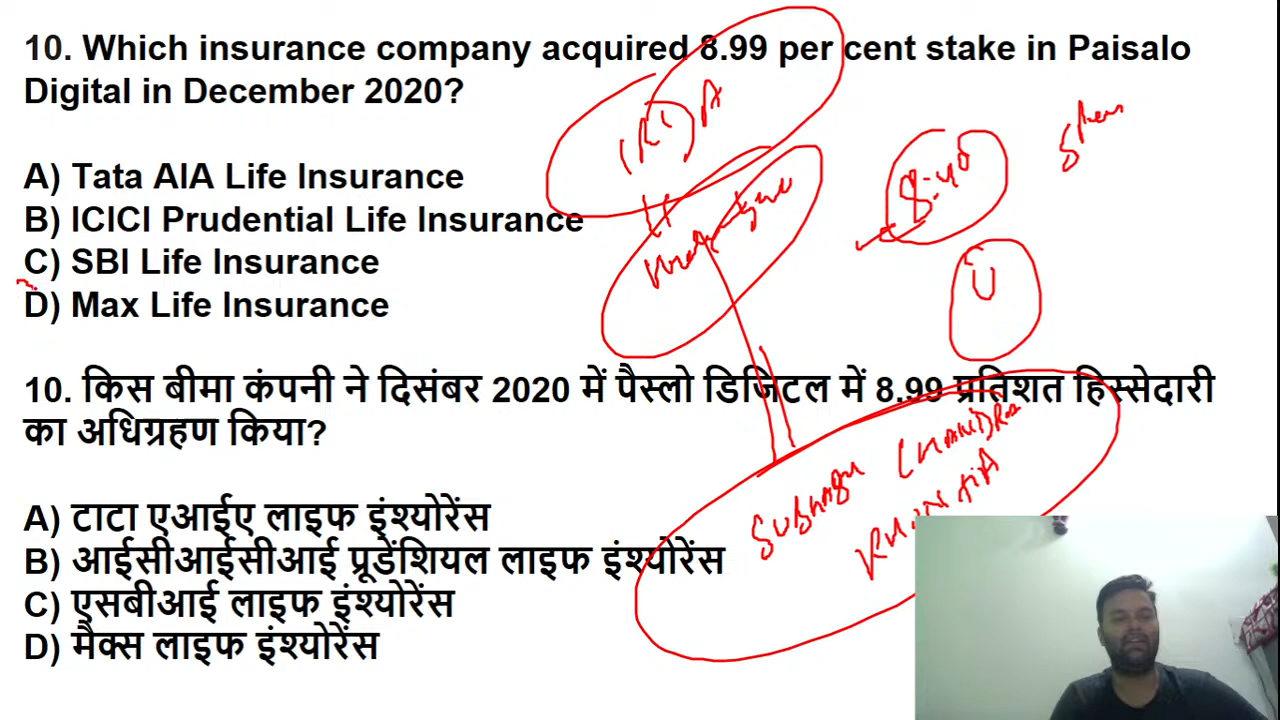 10. Which insurance company acquired 8.99 per cent stake in Paisalo
Digital in December 2020?
A) Tata AIA Life Insurance
B) ICICI Prudential Life Insurance
C) SBI Life Insurance
D) Max Life Insurance
8.40
U
10. किस बीमा कंपनी ने दिसंबर 2020 में पैस्लो डिजिटल में 8.99 प्रतिशत हिस्सेदारी
का अधिग्रहण किया?
A) टाटा एआईए लाइफ इंश्योरेंस
B) आईसीआईसीआई प्रूडेंशियल लाइफ इंश्योरेंस
C) एसबीआई लाइफ इंश्योरेंस
D) मैक्स लाइफ इंश्योरेंस